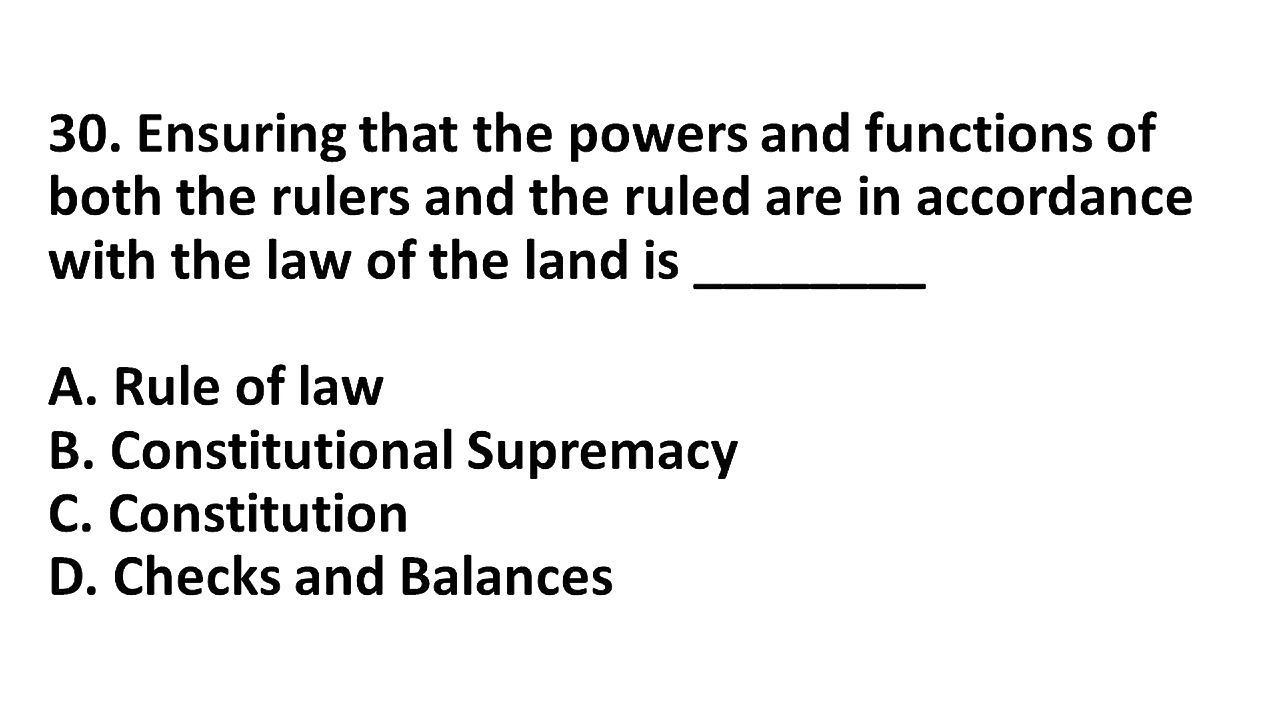 30. Ensuring that the powers and functions of
both the rulers and the ruled are in accordance
with the law of the land is ________
A. Rule of law
B. Constitutional Supremacy
C. Constitution
D. Checks and Balances